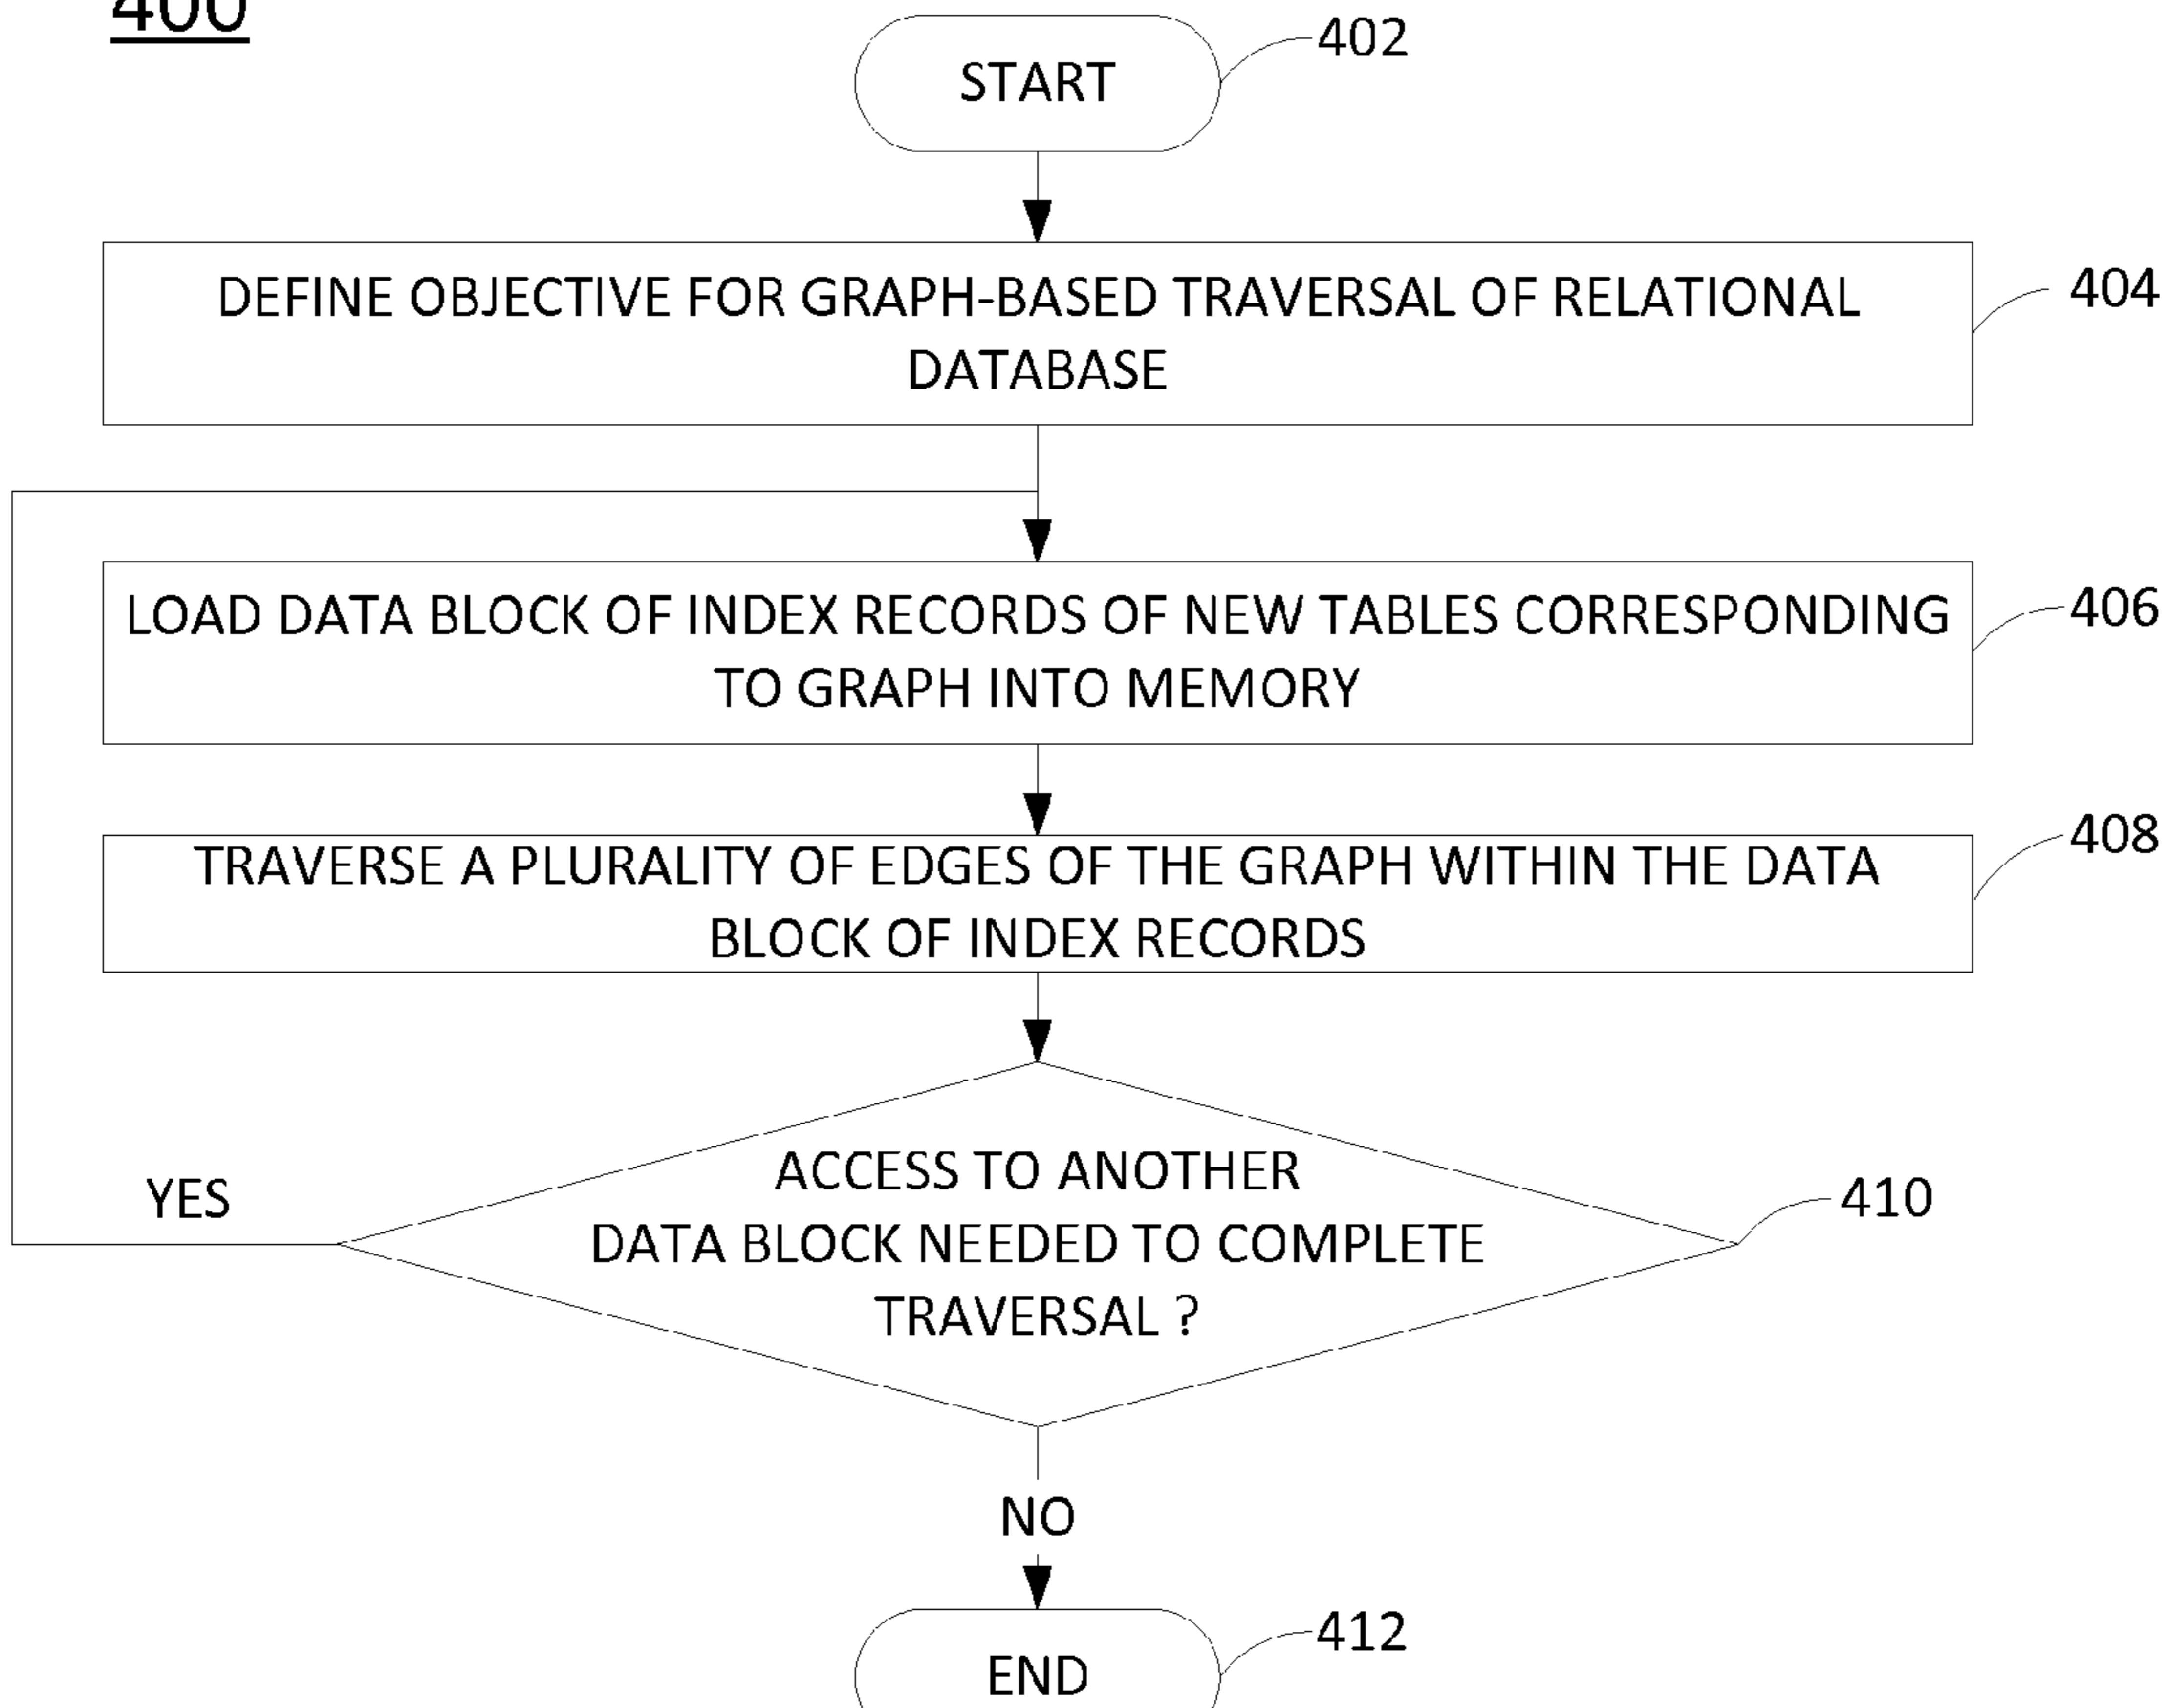 400
START
402
DEFINE OBJECTIVE FOR GRAPH-BASED TRAVERSAL OF RELATIONAL
DATABASE
404
LOAD DATA BLOCK OF INDEX RECORDS OF NEW TABLES CORRESPONDING
TO GRAPH INTO MEMORY
406
TRAVERSE A PLURALITY OF EDGES OF THE GRAPH WITHIN THE DATA
BLOCK OF INDEX RECORDS
408
ACCESS TO ANOTHER
DATA BLOCK NEEDED TO COMPLETE
TRAVERSAL ?
410
YES
NO
END
412